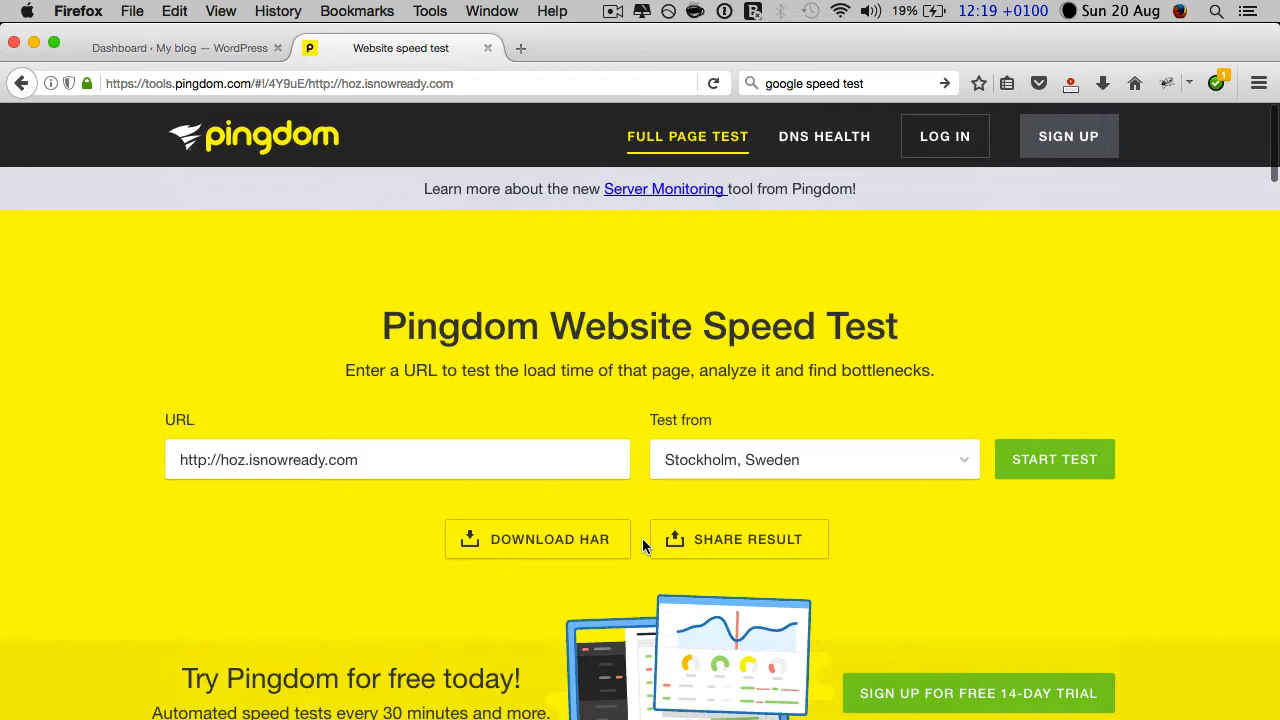 Firefox File Edit View History Bookmarks Tools Window Help 19% 12:19 +0100 Sun 20 Aug
Dashboard ‹ My blog — WordPress
Website speed test
https://tools.pingdom.com/#!/4Y9uE/http://hoz.isnowready.com
google speed test
1
pingdom
FULL PAGE TEST DNS HEALTH LOG IN SIGN UP
Learn more about the new Server Monitoring tool from Pingdom!
Pingdom Website Speed Test
Enter a URL to test the load time of that page, analyze it and find bottlenecks.
URL
Test from
http://hoz.isnowready.com
Stockholm, Sweden
START TEST
DOWNLOAD HAR
SHARE RESULT
Try Pingdom for free today!
SIGN UP FOR FREE 14-DAY TRIAL
Automated speed tests every 30 minutes and more.